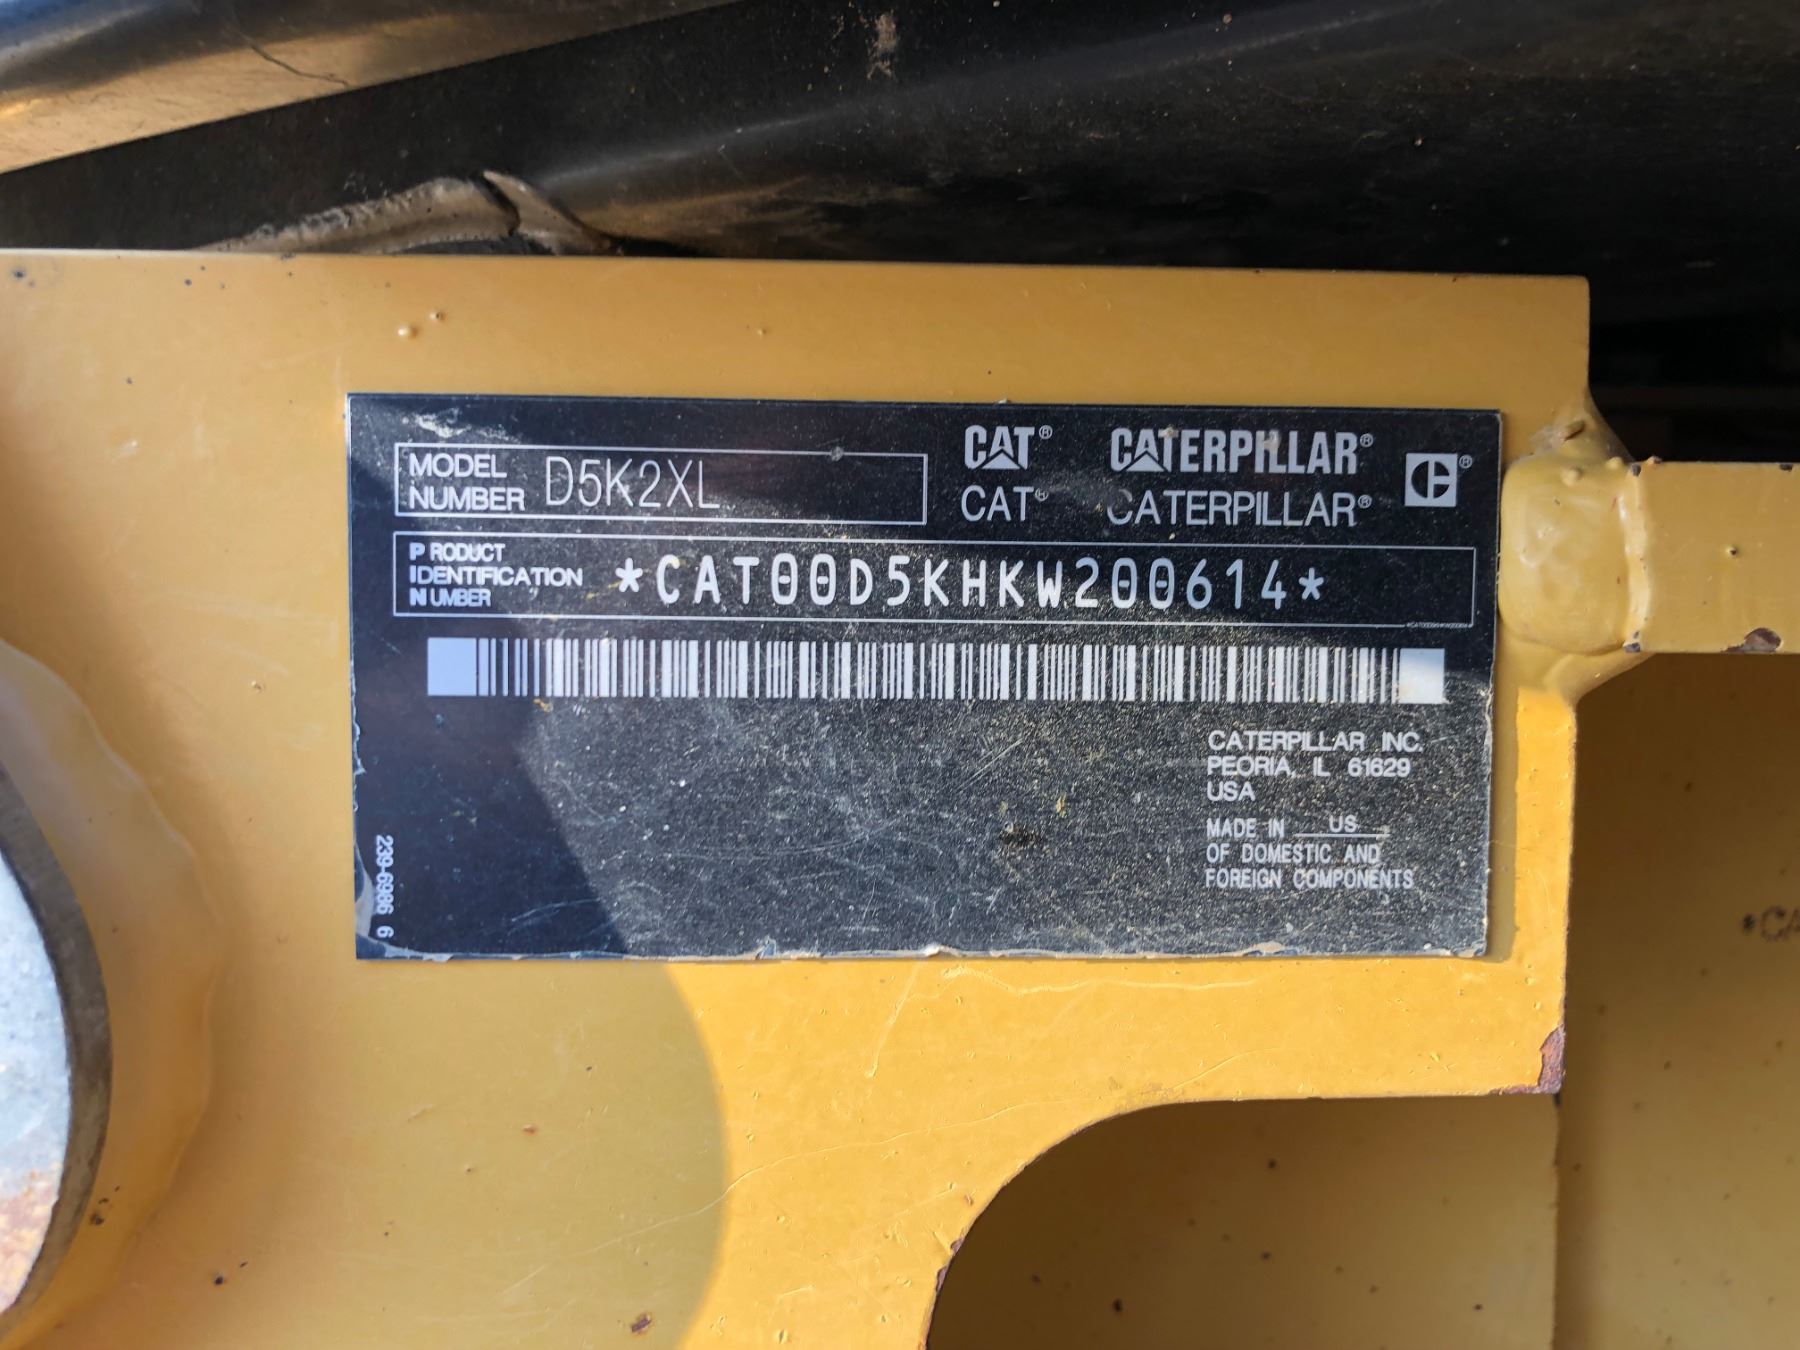 MODEL
NUMBER D5K2XL
CAT® CATERPILLAR®
CAT® CATERPILLAR®
PRODUCT
IDENTIFICATION
NUMBER
*CAT00D5KHKW200614*
CATERPILLAR INC.
PEORIA, IL 61629
USA
MADE IN US
OF DOMESTIC AND
FOREIGN COMPONENTS
239-6986 6
*CA